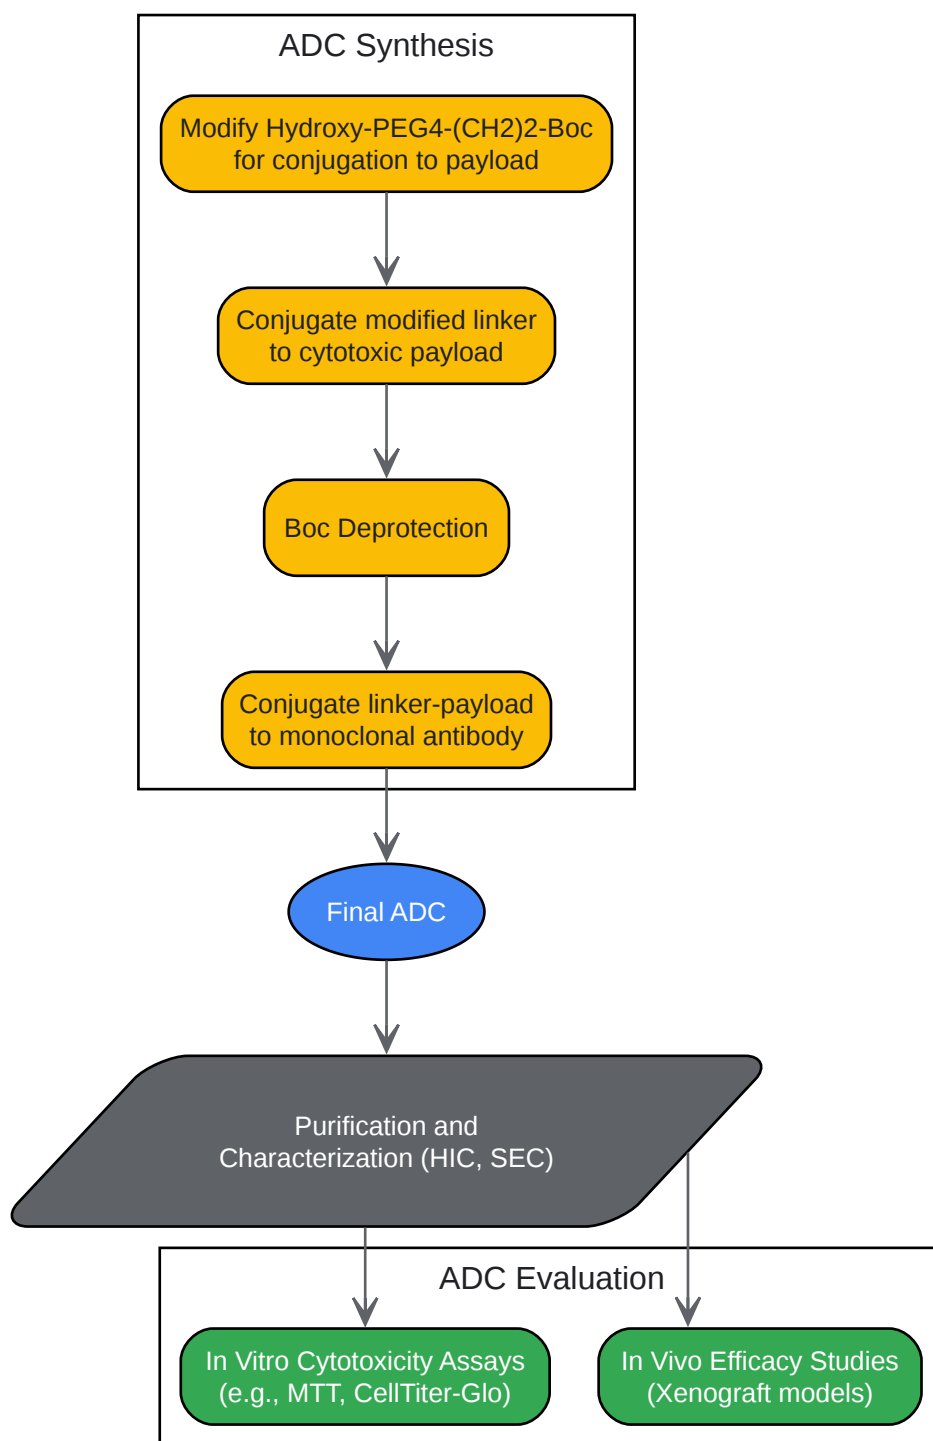 ADC Synthesis
Modify Hydroxy-PEG4-(CH2)2-Boc
for conjugation to payload
Conjugate modified linker
to cytotoxic payload
Boc Deprotection
Conjugate linker-payload
to monoclonal antibody
Final ADC
Purification and
Characterization (HIC, SEC)
ADC Evaluation
In Vitro Cytotoxicity Assays
(e.g., MTT, CellTiter-Glo)
In Vivo Efficacy Studies
(Xenograft models)